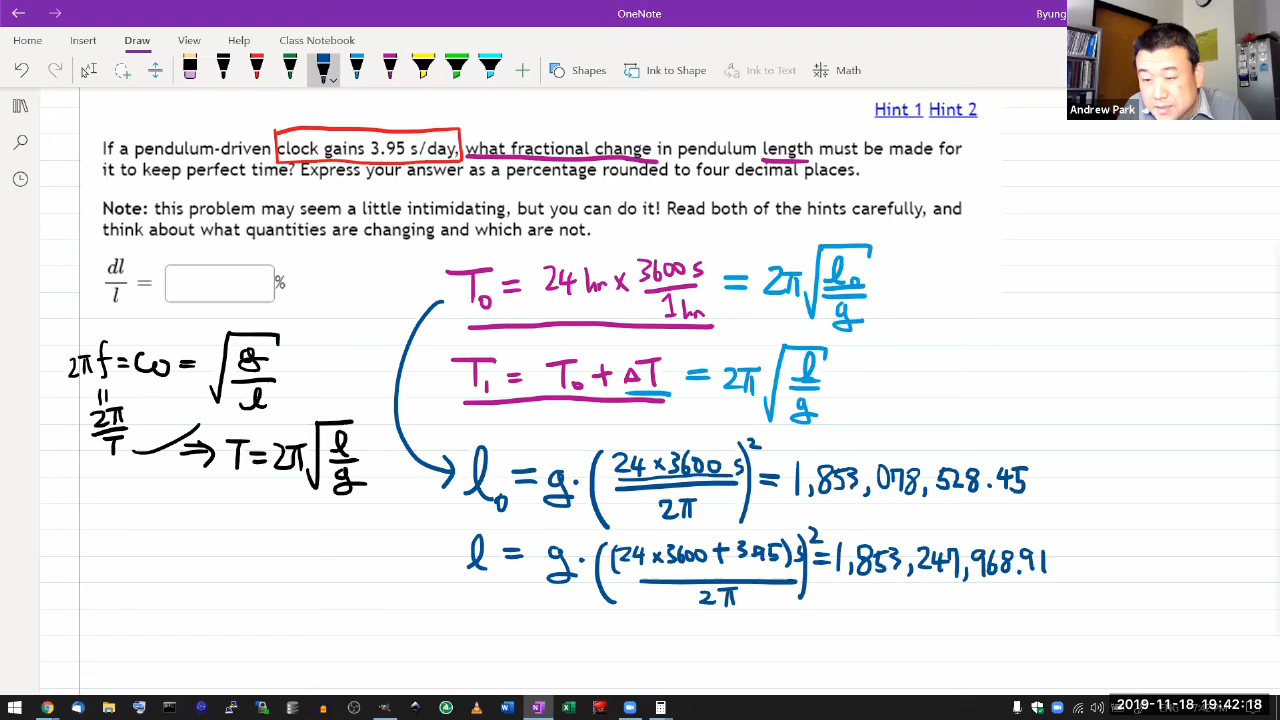 OneNote
Byung
Home Insert Draw View Help Class Notebook
Shapes Ink to Shape Ink to Text Math
Andrew Park
Hint 1 Hint 2
If a pendulum-driven clock gains 3.95 s/day, what fractional change in pendulum length must be made for
it to keep perfect time? Express your answer as a percentage rounded to four decimal places.
Note: this problem may seem a little intimidating, but you can do it! Read both of the hints carefully, and
think about what quantities are changing and which are not.
dl/l = %
T₀ = 24 hr × 3600 s/1 hr = 2π√(l₀/g)
T₁ = T₀ + ΔT = 2π√(l/g)
2πf = ω = √(g/l)
"
2π/T ⇒ T = 2π√(l/g)
l₀ = g · (24 × 3600 s/2π)² = 1,853,078,528.45
l = g · ((24 × 3600 + 3.95) s/2π)² = 1,853,247,968.91
2019-11-18 19:42:18